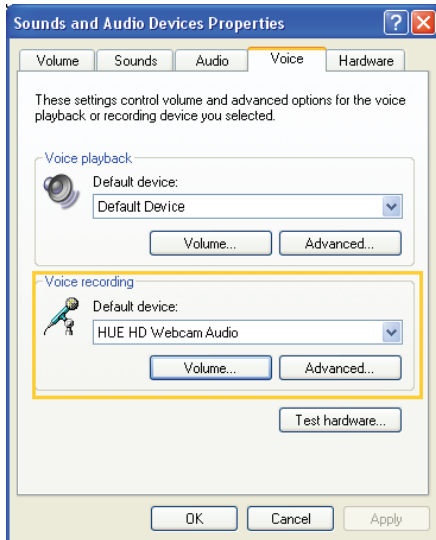 Sounds and Audio Devices Properties
Volume Sounds Audio Voice Hardware
These settings control volume and advanced options for the voice
playback or recording device you selected.
Voice playback
Default device:
Default Device
Volume... Advanced...
Voice recording
Default device:
HUE HD Webcam Audio
Volume... Advanced...
Test hardware...
OK Cancel Apply